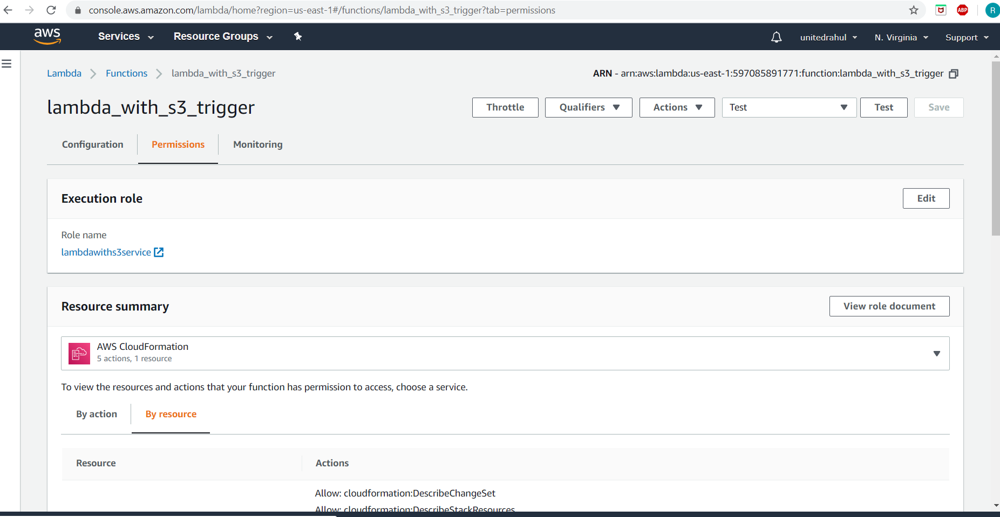 console.aws.amazon.com/lambda/home?region=us-east-1#/functions/lambda_with_s3_trigger?tab=permissions
ABP
R
aws
Services
Resource Groups
unitedrahul
N. Virginia
Support
Lambda
Functions
lambda_with_s3_trigger
ARN - arn:aws:lambda:us-east-1:597085891771:function:lambda_with_s3_trigger
lambda_with_s3_trigger
Throttle
Qualifiers
Actions
Test
Test
Save
Configuration
Permissions
Monitoring
Execution role
Edit
Role name
lambdawiths3service
Resource summary
View role document
AWS CloudFormation
5 actions, 1 resource
To view the resources and actions that your function has permission to access, choose a service.
By action
By resource
Resource
Actions
Allow: cloudformation:DescribeChangeSet
Allow: cloudformation:DescribeStackResources